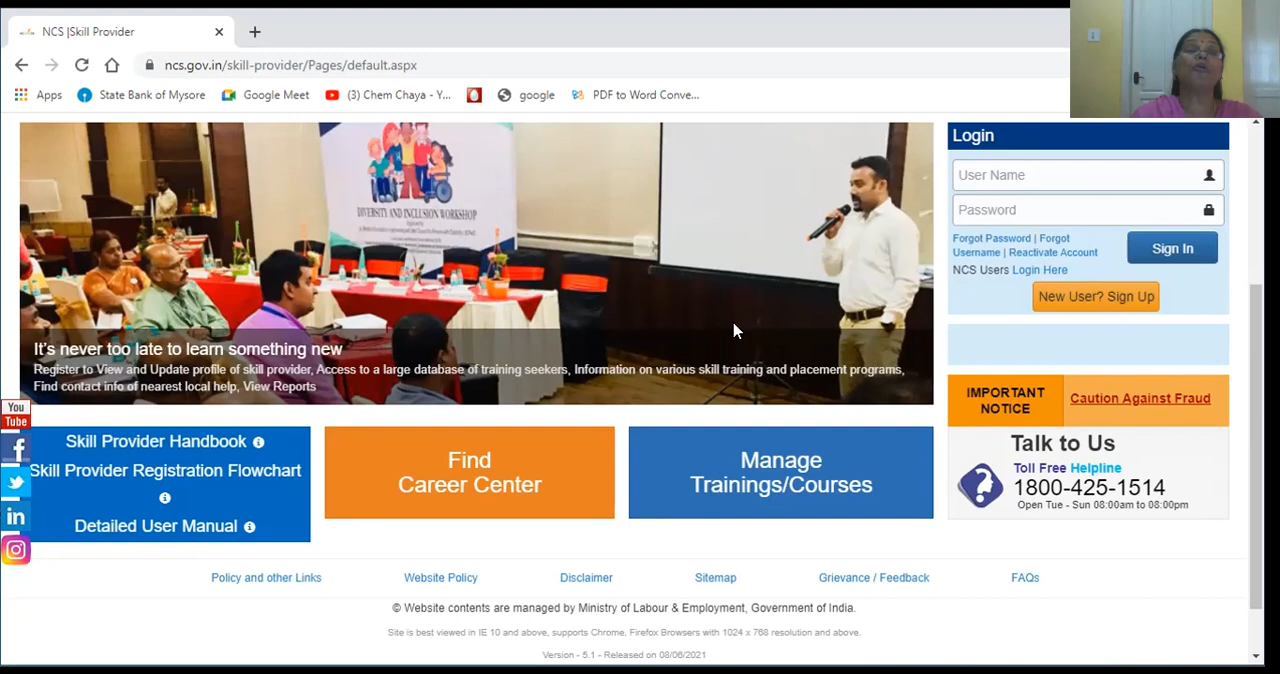 NCS |Skill Provider
ncs.gov.in/skill-provider/Pages/default.aspx
Apps
State Bank of Mysore
Google Meet
(3) Chem Chaya - Y...
google
PDF to Word Conve...
DIVERSITY AND INCLUSION WORKSHOP
It's never too late to learn something new
Register to View and Update profile of skill provider, Access to a large database of training seekers, Information on various skill training and placement programs,
Find contact info of nearest local help, View Reports
Login
User Name
Password
Forgot Password | Forgot
Username | Reactivate Account
NCS Users Login Here
Sign In
New User? Sign Up
IMPORTANT
NOTICE
Caution Against Fraud
Talk to Us
Toll Free Helpline
1800-425-1514
Open Tue - Sun 08:00am to 08:00pm
You
Tube
Skill Provider Handbook
Skill Provider Registration Flowchart
Detailed User Manual
Find
Career Center
Manage
Trainings/Courses
Policy and other Links
Website Policy
Disclaimer
Sitemap
Grievance / Feedback
FAQs
© Website contents are managed by Ministry of Labour & Employment, Government of India.
Site is best viewed in IE 10 and above, supports Chrome, Firefox Browsers with 1024 x 768 resolution and above.
Version - 5.1 - Released on 08/06/2021